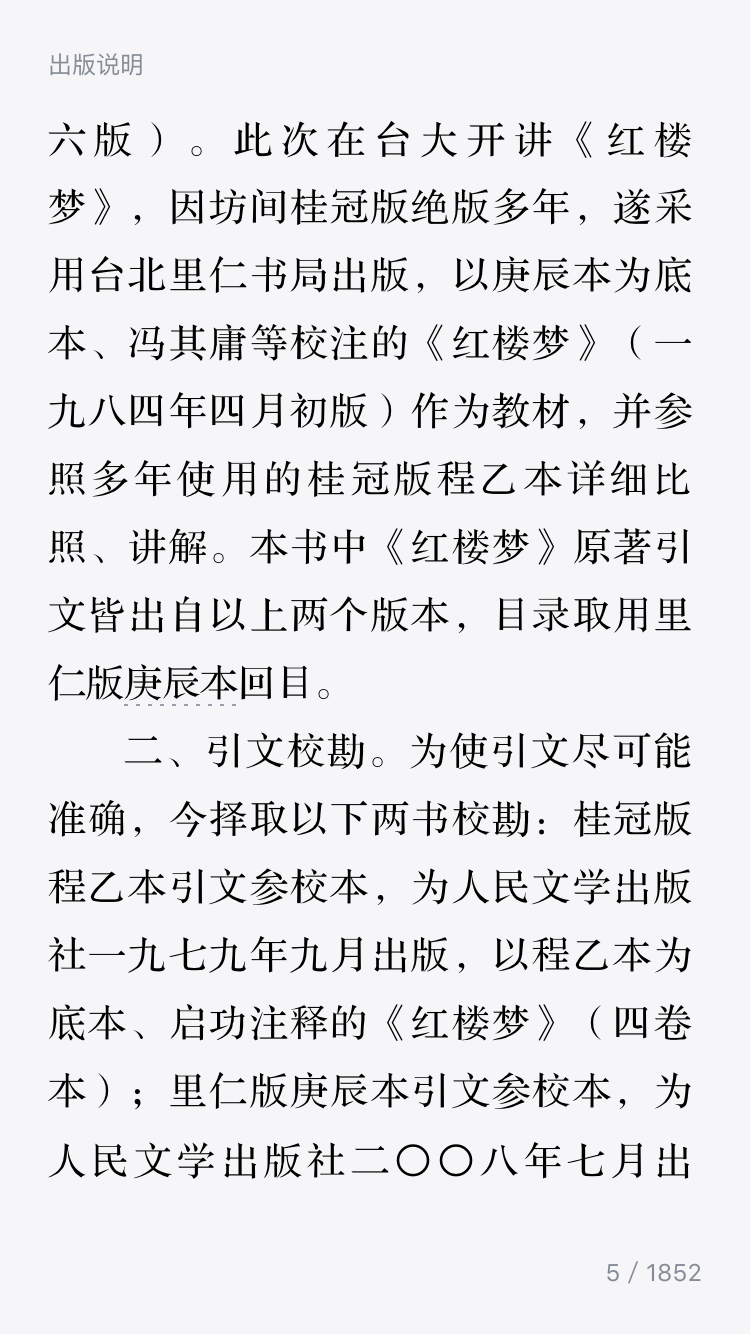 出版说明
六版）。此次在台大开讲《红楼
梦》，因坊间桂冠版绝版多年，遂采
用台北里仁书局出版，以庚辰本为底
本、冯其庸等校注的《红楼梦》（一
九八四年四月初版）作为教材，并参
照多年使用的桂冠版程乙本详细比
照、讲解。本书中《红楼梦》原著引
文皆出自以上两个版本，目录取用里
仁版庚辰本回目。
二、引文校勘。为使引文尽可能
准确，今择取以下两书校勘：桂冠版
程乙本引文参校本，为人民文学出版
社一九七九年九月出版，以程乙本为
底本、启功注释的《红楼梦》（四卷
本）；里仁版庚辰本引文参校本，为
人民文学出版社二〇〇八年七月出
5 / 1852